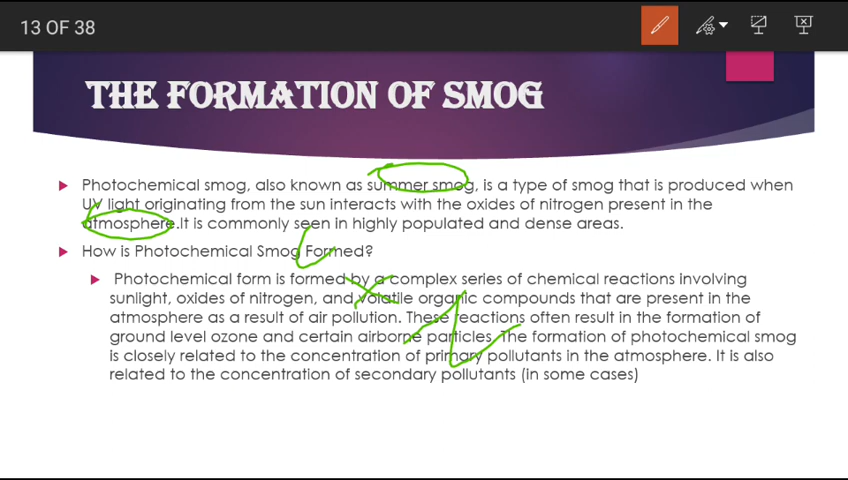 13 OF 38
THE FORMATION OF SMOG
Photochemical smog, also known as summer smog, is a type of smog that is produced when
UV light originating from the sun interacts with the oxides of nitrogen present in the
atmosphere.It is commonly seen in highly populated and dense areas.
How is Photochemical Smog Formed?
Photochemical form is formed by a complex series of chemical reactions involving
sunlight, oxides of nitrogen, and volatile organic compounds that are present in the
atmosphere as a result of air pollution. These reactions often result in the formation of
ground level ozone and certain airborne particles. The formation of photochemical smog
is closely related to the concentration of primary pollutants in the atmosphere. It is also
related to the concentration of secondary pollutants (in some cases)